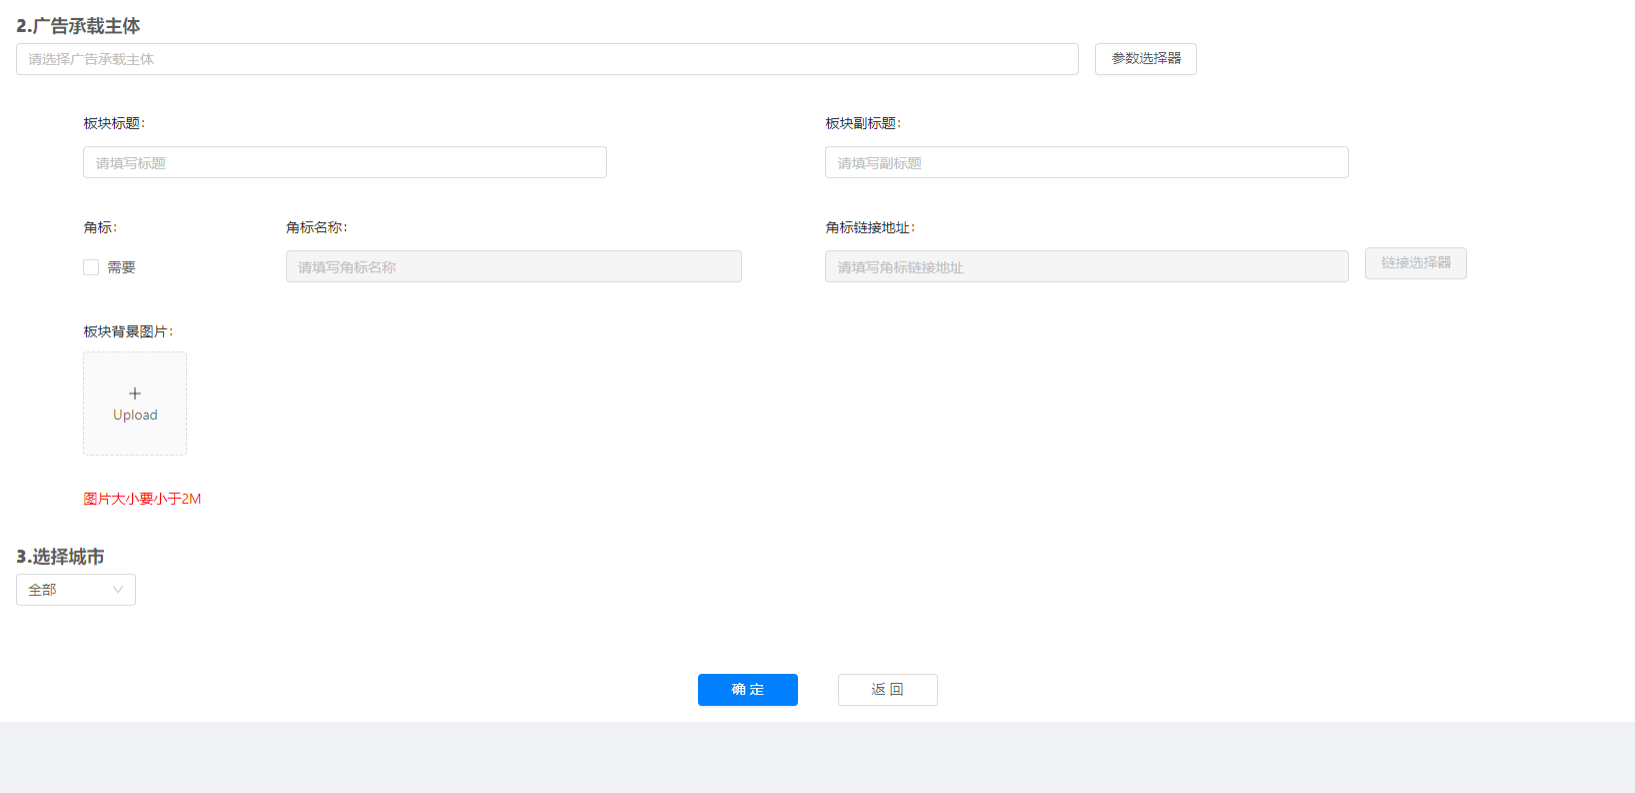 2.广告承载主体
请选择广告承载主体 参数选择器
板块标题: 板块副标题:
请填写标题 请填写副标题
角标: 角标名称: 角标链接地址:
需要 请填写角标名称 请填写角标链接地址 链接选择器
板块背景图片:
Upload
图片大小要小于2M
3.选择城市
全部
确 定 返 回